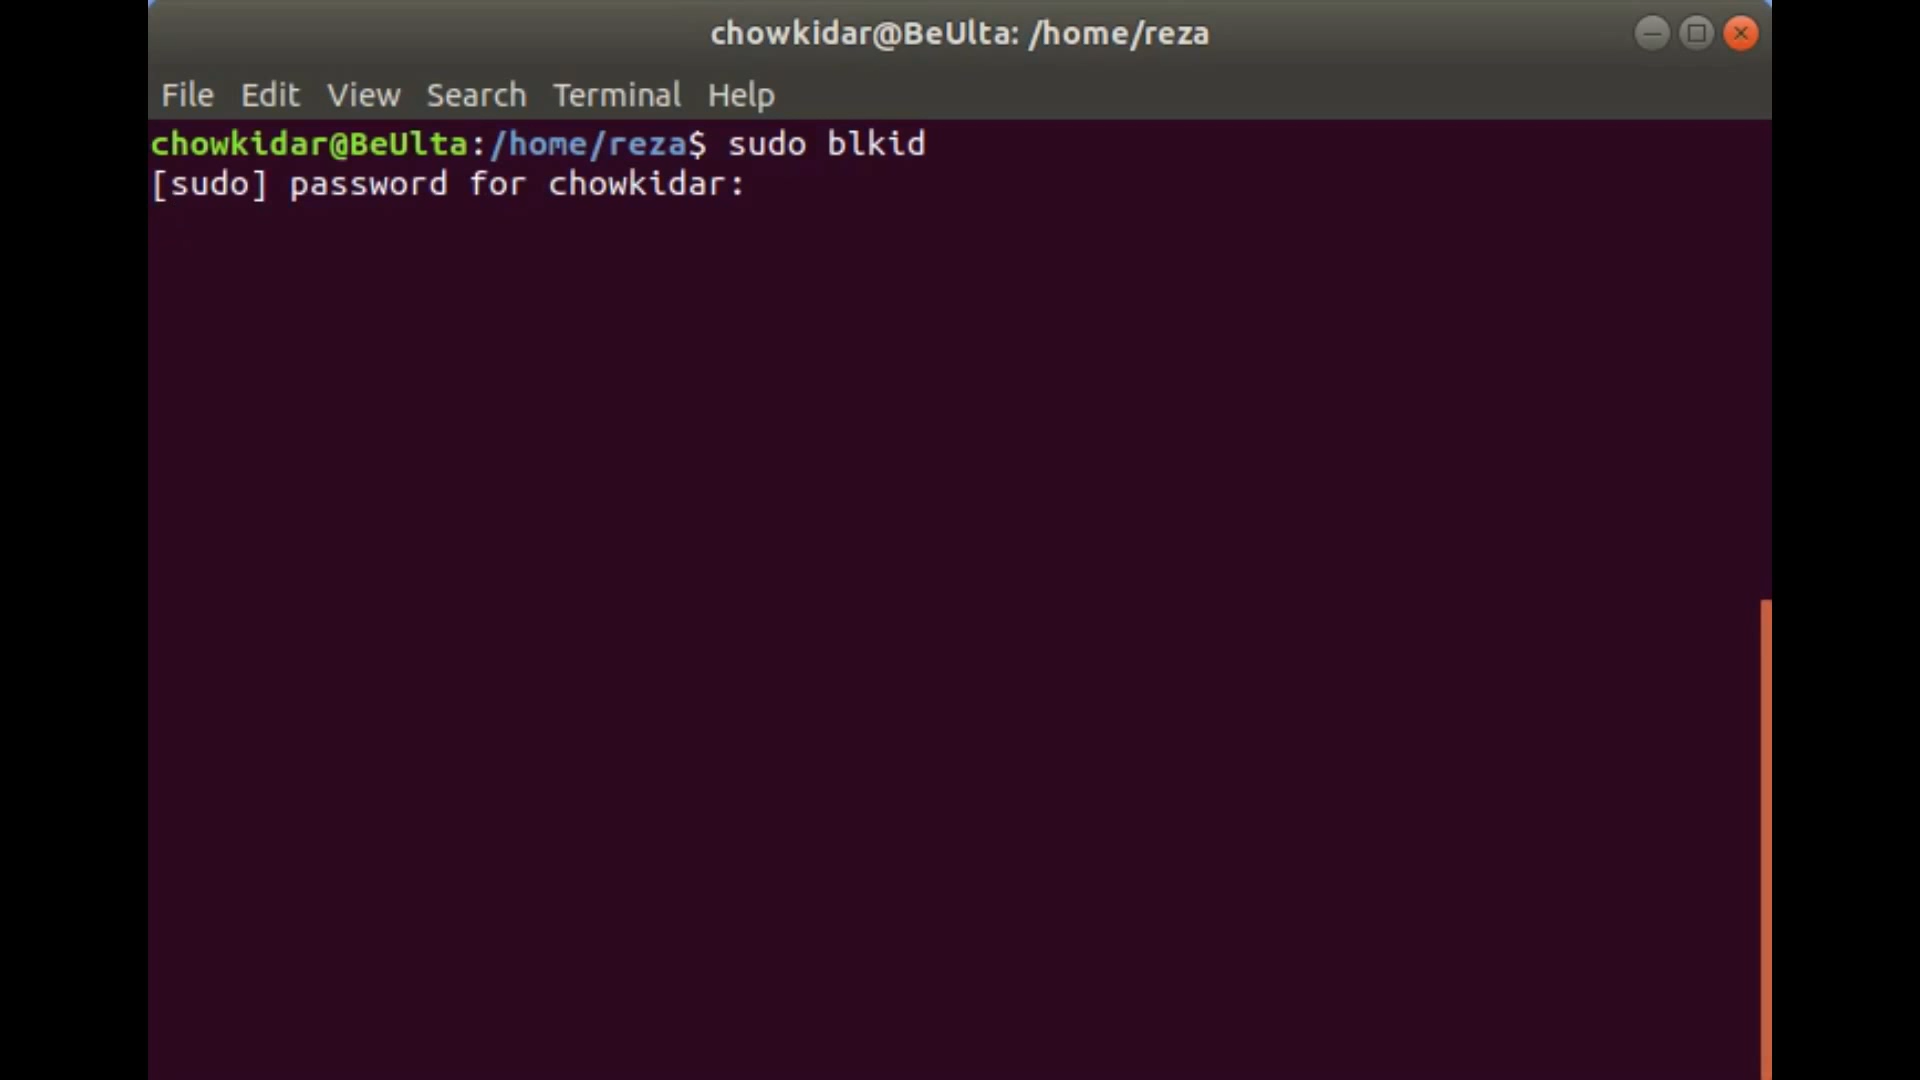 chowkidar@BeUlta: /home/reza
File Edit View Search Terminal Help
chowkidar@BeUlta:/home/reza$ sudo blkid
[sudo] password for chowkidar: